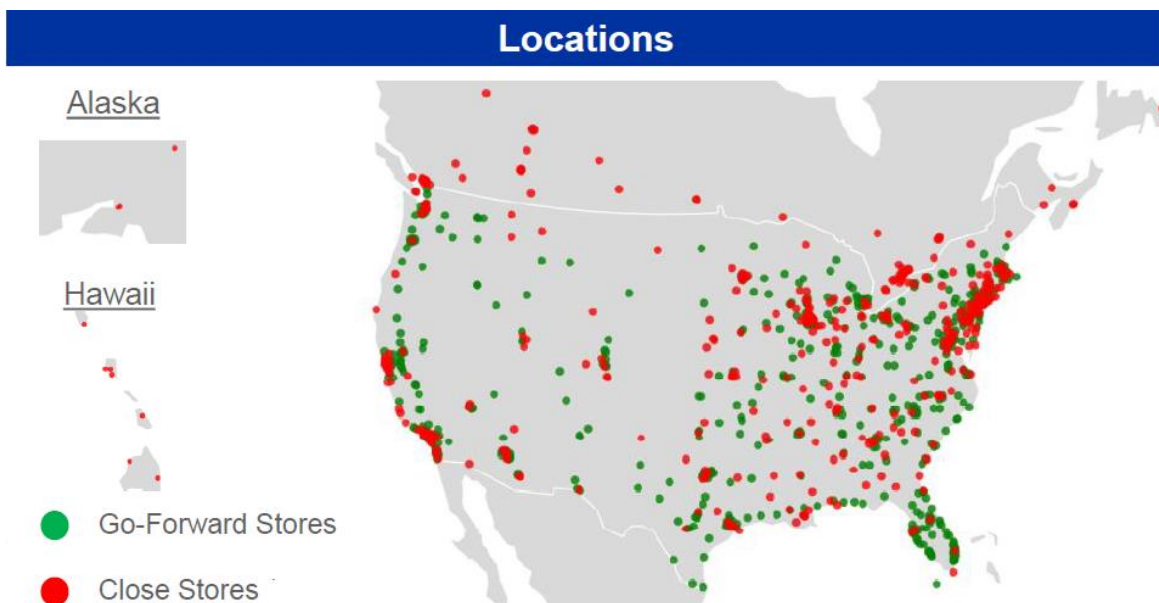 Locations
Alaska
Hawaii
Go-Forward Stores
Close Stores